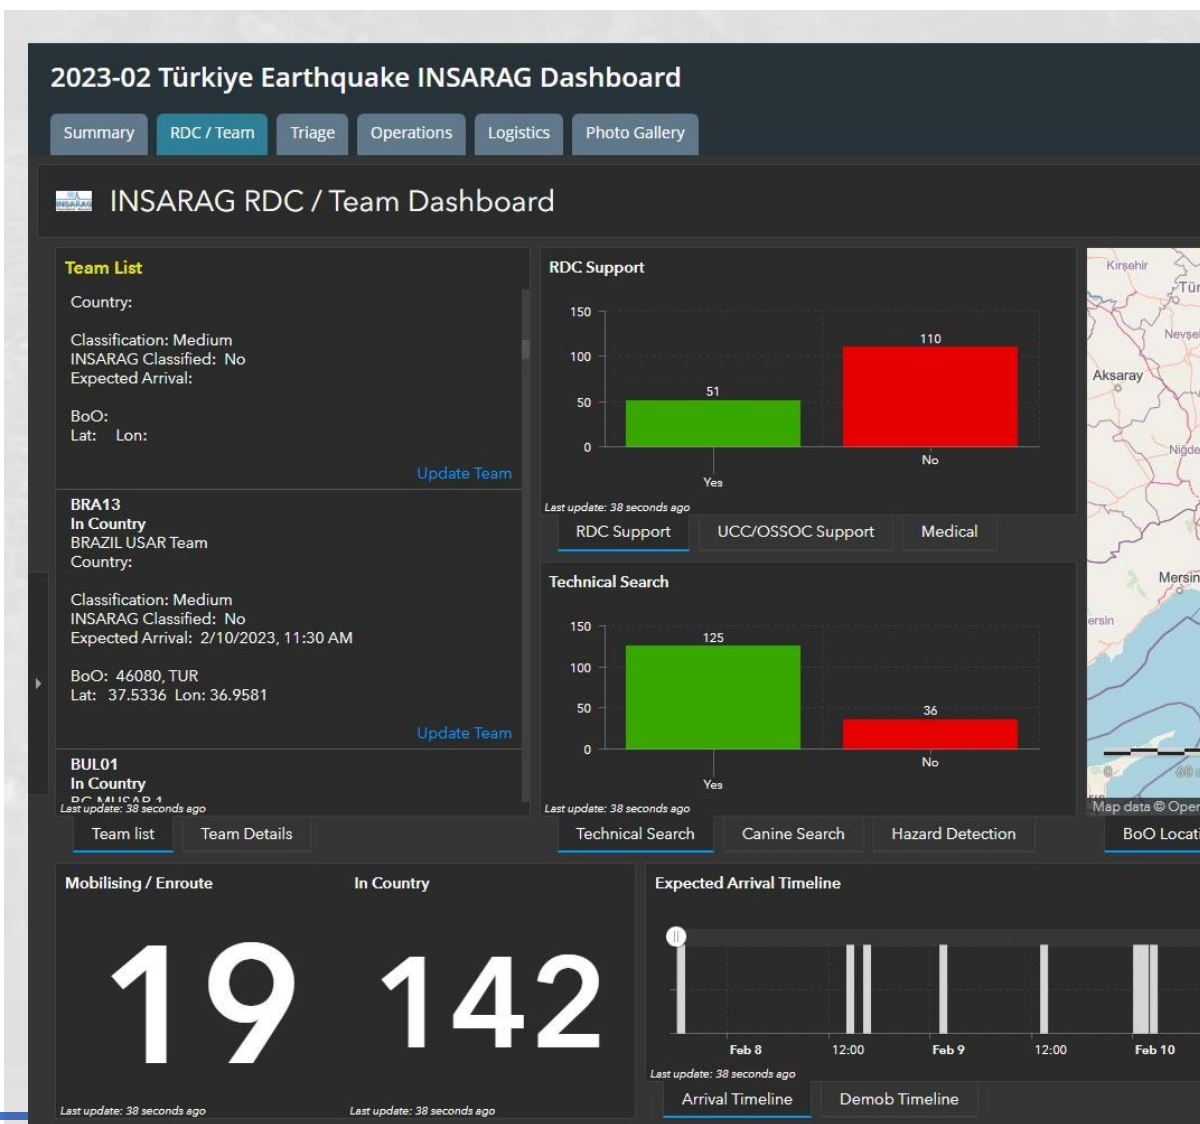 2023-02 Türkiye Earthquake INSARAG Dashboard
Summary
RDC / Team
Triage
Operations
Logistics
Photo Gallery
INSARAG
INSARAG RDC / Team Dashboard
Team List
Country:
Classification: Medium
INSARAG Classified: No
Expected Arrival:
BoO:
Lat: Lon:
Update Team
BRA13
In Country
BRAZIL USAR Team
Country:
Classification: Medium
INSARAG Classified: No
Expected Arrival: 2/10/2023, 11:30 AM
BoO: 46080, TUR
Lat: 37.5336 Lon: 36.9581
Update Team
BUL01
In Country
Last update: 38 seconds ago
Team list
Team Details
RDC Support
150
100
50
0
51
110
Yes
No
Last update: 38 seconds ago
RDC Support
UCC/OSSOC Support
Medical
Technical Search
150
100
50
0
125
36
Yes
No
Last update: 38 seconds ago
Technical Search
Canine Search
Hazard Detection
Kırşehir
Tür
Nevşe
Aksaray
Niğde
Mersin
ersin
0
60
Map data © Oper
BoO Locati
Mobilising / Enroute
19
Last update: 38 seconds ago
In Country
142
Last update: 38 seconds ago
Expected Arrival Timeline
Feb 8
12:00
Feb 9
12:00
Feb 10
Last update: 38 seconds ago
Arrival Timeline
Demob Timeline